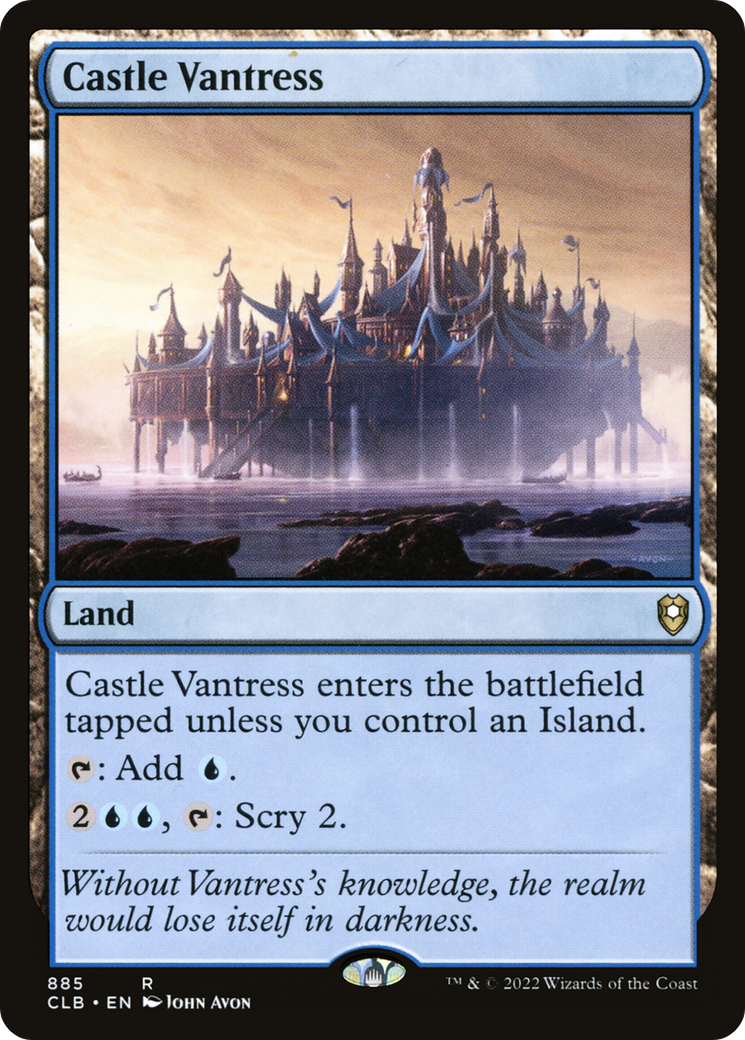 Castle Vantress
-AVON-
Land
Castle Vantress enters the battlefield
tapped unless you control an Island.
: Add .
2, : Scry 2.
Without Vantress's knowledge, the realm
would lose itself in darkness.
885 R
CLB • EN John Avon
™ & © 2022 Wizards of the Coast